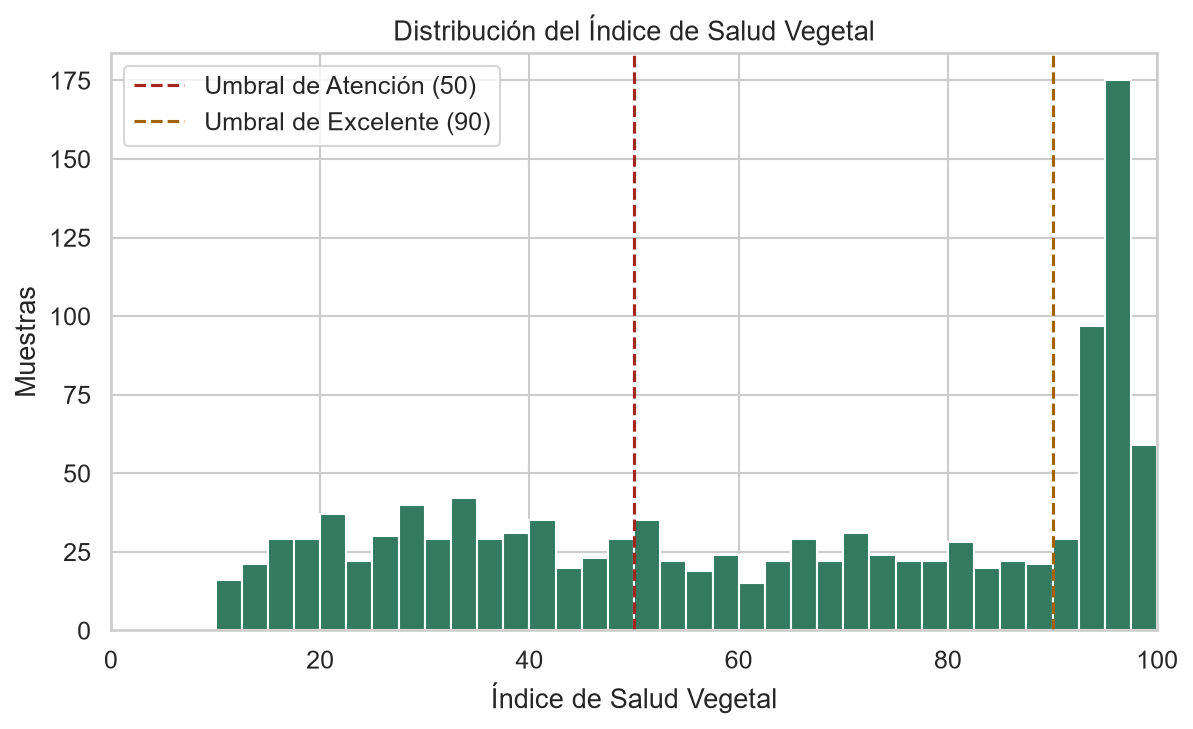 Distribución del Índice de Salud Vegetal
Umbral de Atención (50)
Umbral de Excelente (90)
175
150
125
100
75
50
25
0
Muestras
0 20 40 60 80 100
Índice de Salud Vegetal